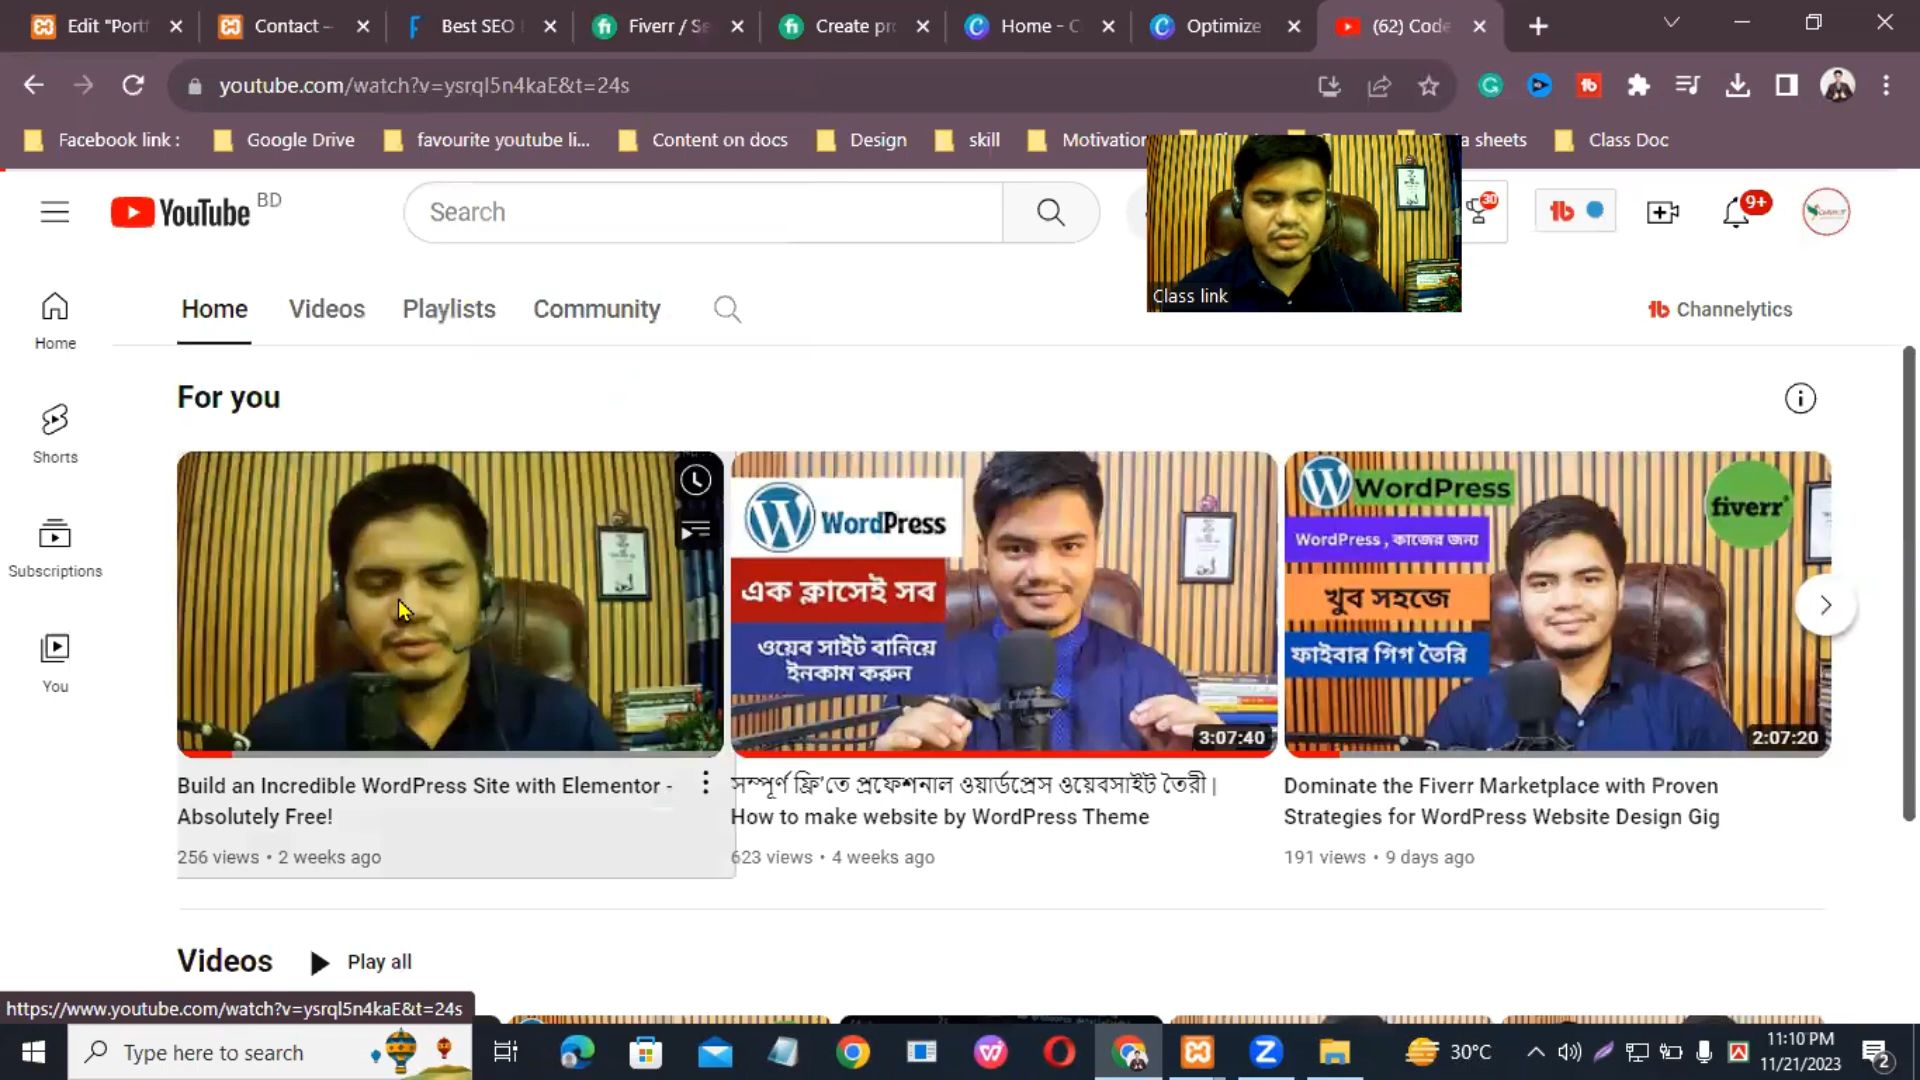 Edit "Portf
Contact –
Best SEO
Fiverr / Se
Create pro
Home - C
Optimize
(62) Code
youtube.com/watch?v=ysrql5n4kaE&t=24s
Facebook link :
Google Drive
favourite youtube li...
Content on docs
Design
skill
Motivation
a sheets
Class Doc
YouTube BD
Search
30
9+
Class link
Home
Videos
Playlists
Community
Channelytics
Home
Shorts
Subscriptions
You
For you
WordPress
এক ক্লাসেই সব
ওয়েব সাইট বানিয়ে
ইনকাম করুন
3:07:40
WordPress
fiverr
WordPress , কাজের জন্য
খুব সহজে
ফাইবার গিগ তৈরি
2:07:20
Build an Incredible WordPress Site with Elementor -
Absolutely Free!
256 views • 2 weeks ago
সম্পূর্ণ ফ্রি'তে প্রফেশনাল ওয়ার্ডপ্রেস ওয়েবসাইট তৈরী |
How to make website by WordPress Theme
623 views • 4 weeks ago
Dominate the Fiverr Marketplace with Proven
Strategies for WordPress Website Design Gig
191 views • 9 days ago
Videos
Play all
https://www.youtube.com/watch?v=ysrql5n4kaE&t=24s
Type here to search
30°C
11:10 PM
11/21/2023
2